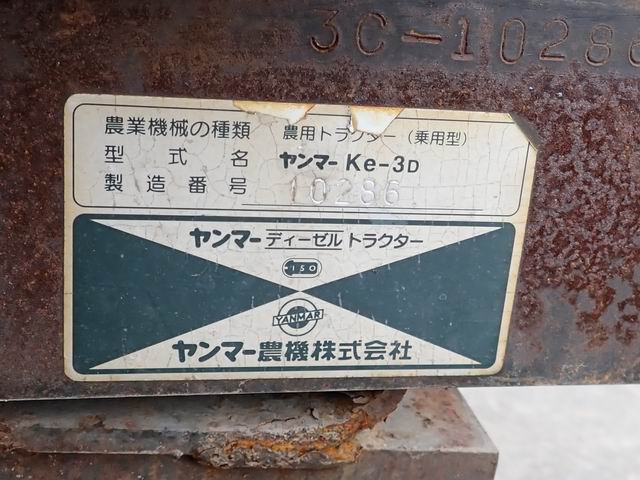 3C-10286
農業機械の種類 農用トラクター(乗用型)
型式名 ヤンマー Ke-3D
製造番号 10286
ヤンマーディーゼルトラクター
150
YANMAR
ヤンマー農機株式会社